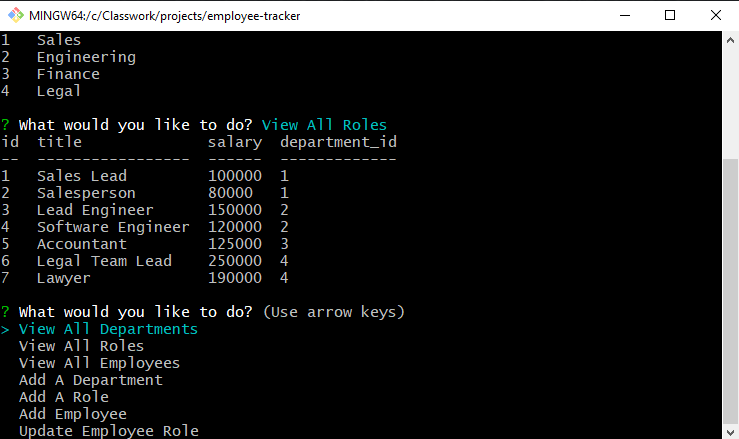 MINGW64:/c/Classwork/projects/employee-tracker
1   Sales
2   Engineering
3   Finance
4   Legal
? What would you like to do? View All Roles
id  title              salary  department_id
--  -----------------  ------  -------------
1   Sales Lead         100000  1
2   Salesperson        80000   1
3   Lead Engineer      150000  2
4   Software Engineer  120000  2
5   Accountant         125000  3
6   Legal Team Lead    250000  4
7   Lawyer             190000  4
? What would you like to do? (Use arrow keys)
> View All Departments
  View All Roles
  View All Employees
  Add A Department
  Add A Role
  Add Employee
  Update Employee Role